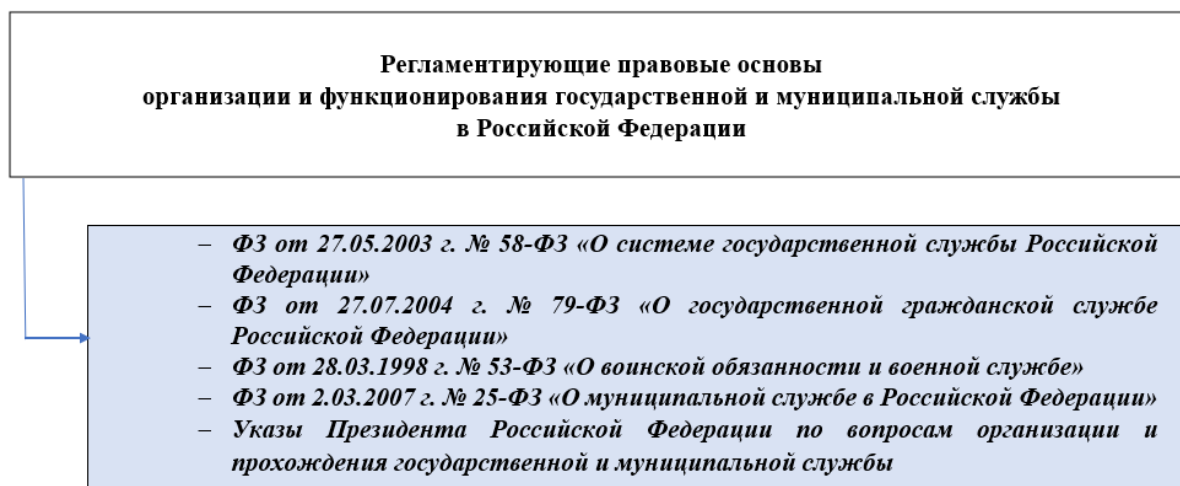 Регламентирующие правовые основы
организации и функционирования государственной и муниципальной службы
в Российской Федерации
– ФЗ от 27.05.2003 г. № 58-ФЗ «О системе государственной службы Российской
Федерации»
– ФЗ от 27.07.2004 г. № 79-ФЗ «О государственной гражданской службе
Российской Федерации»
– ФЗ от 28.03.1998 г. № 53-ФЗ «О воинской обязанности и военной службе»
– ФЗ от 2.03.2007 г. № 25-ФЗ «О муниципальной службе в Российской Федерации»
– Указы Президента Российской Федерации по вопросам организации и
прохождения государственной и муниципальной службы